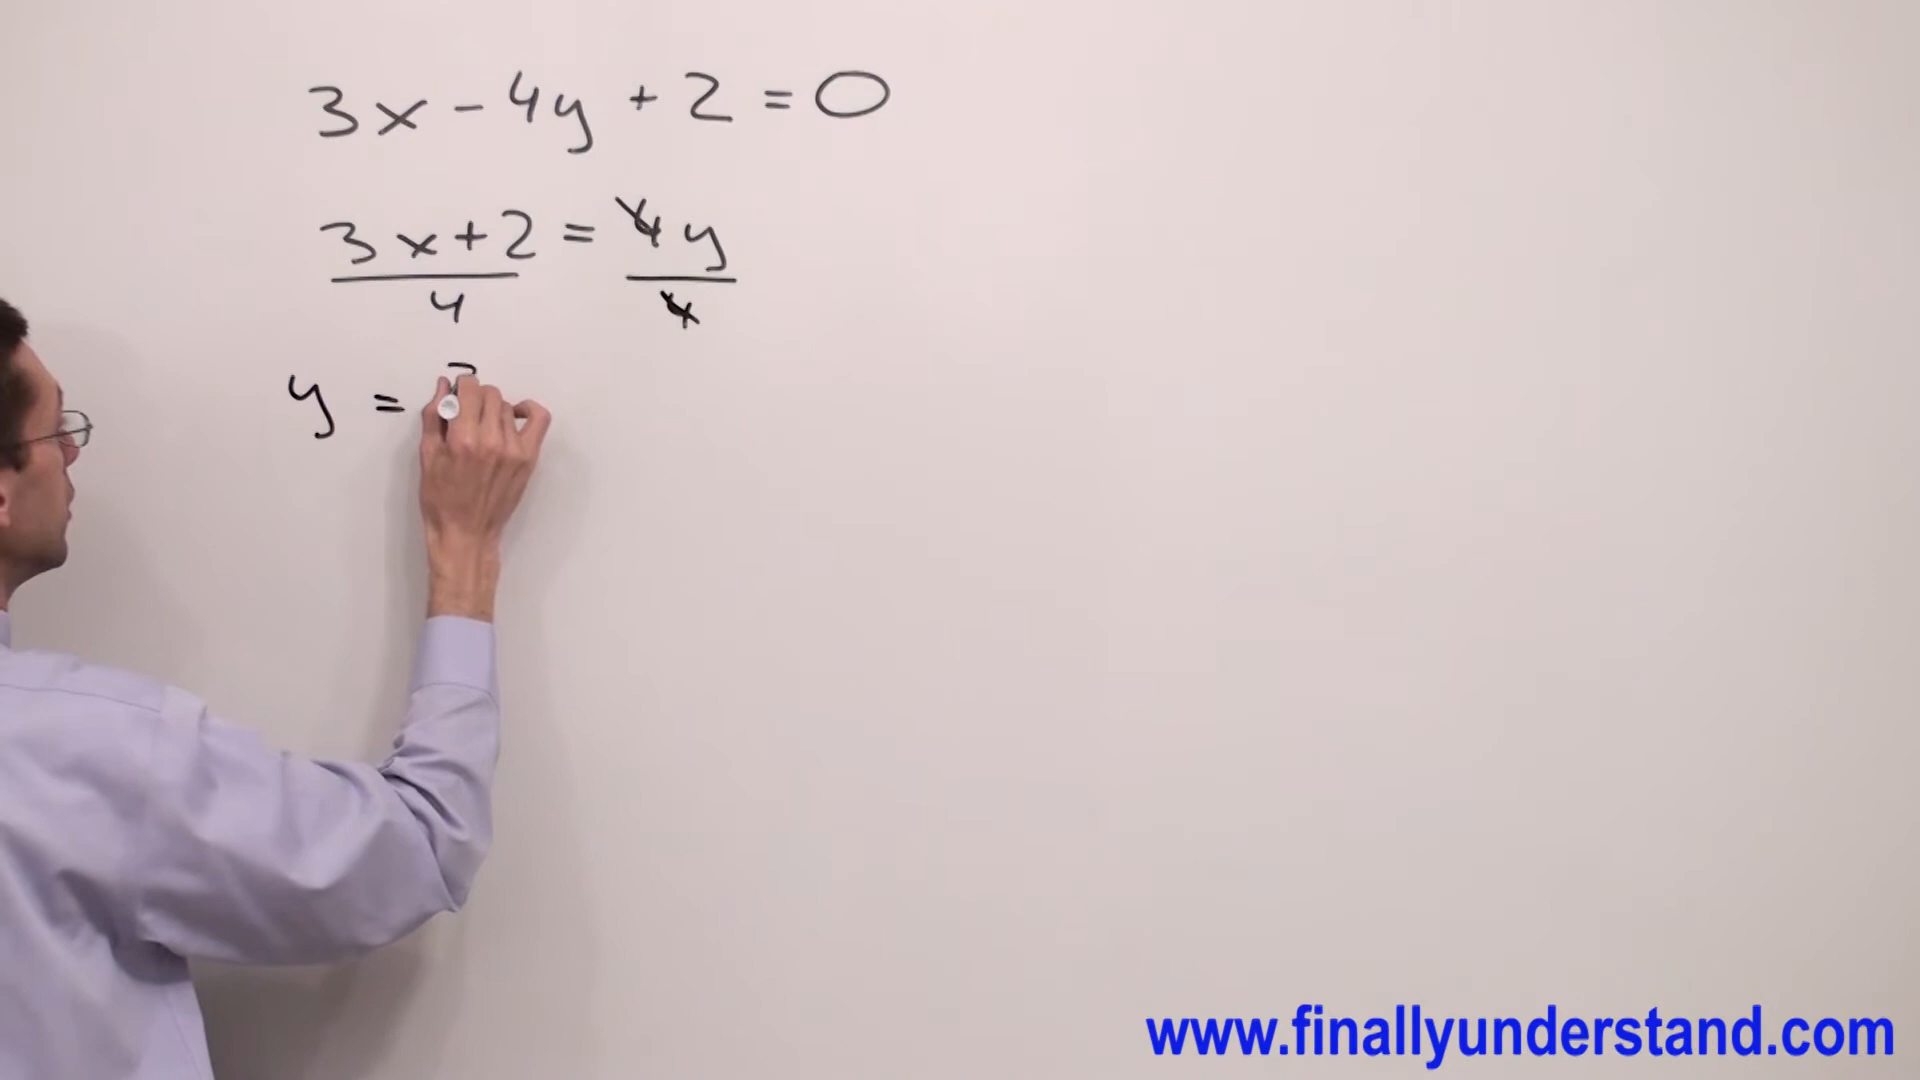 3x - 4y + 2 = 0
3x + 2 = 4y
4 4
y =
www.finallyunderstand.com